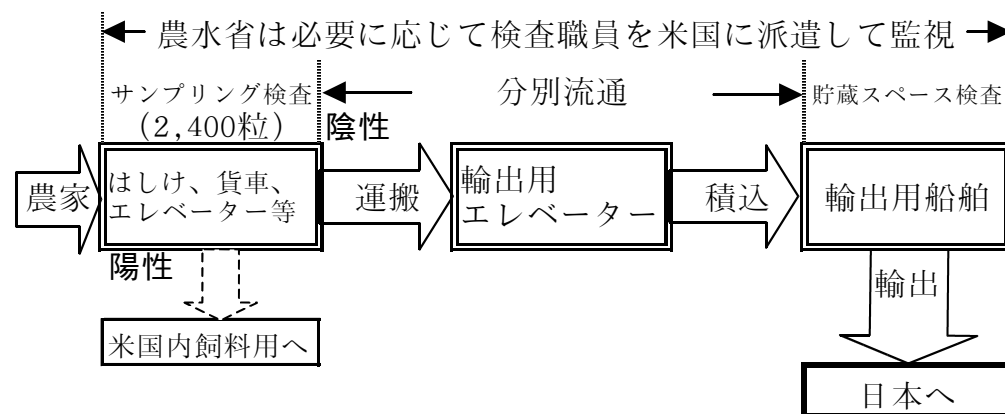 農水省は必要に応じて検査職員を米国に派遣して監視
サンプリング検査
(2,400粒)
陰性
分別流通
貯蔵スペース検査
農家
はしけ、貨車、
エレベーター等
運搬
輸出用
エレベーター
積込
輸出用船舶
陽性
輸出
米国内飼料用へ
日本へ